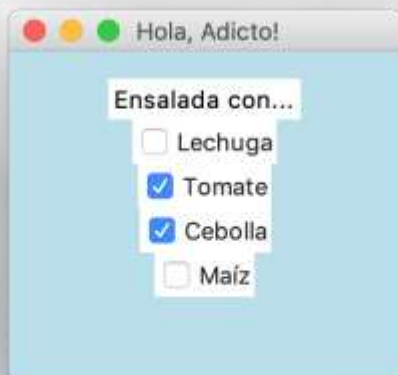 Hola, Adicto!
Ensalada con...
Lechuga
Tomate
Cebolla
Maíz